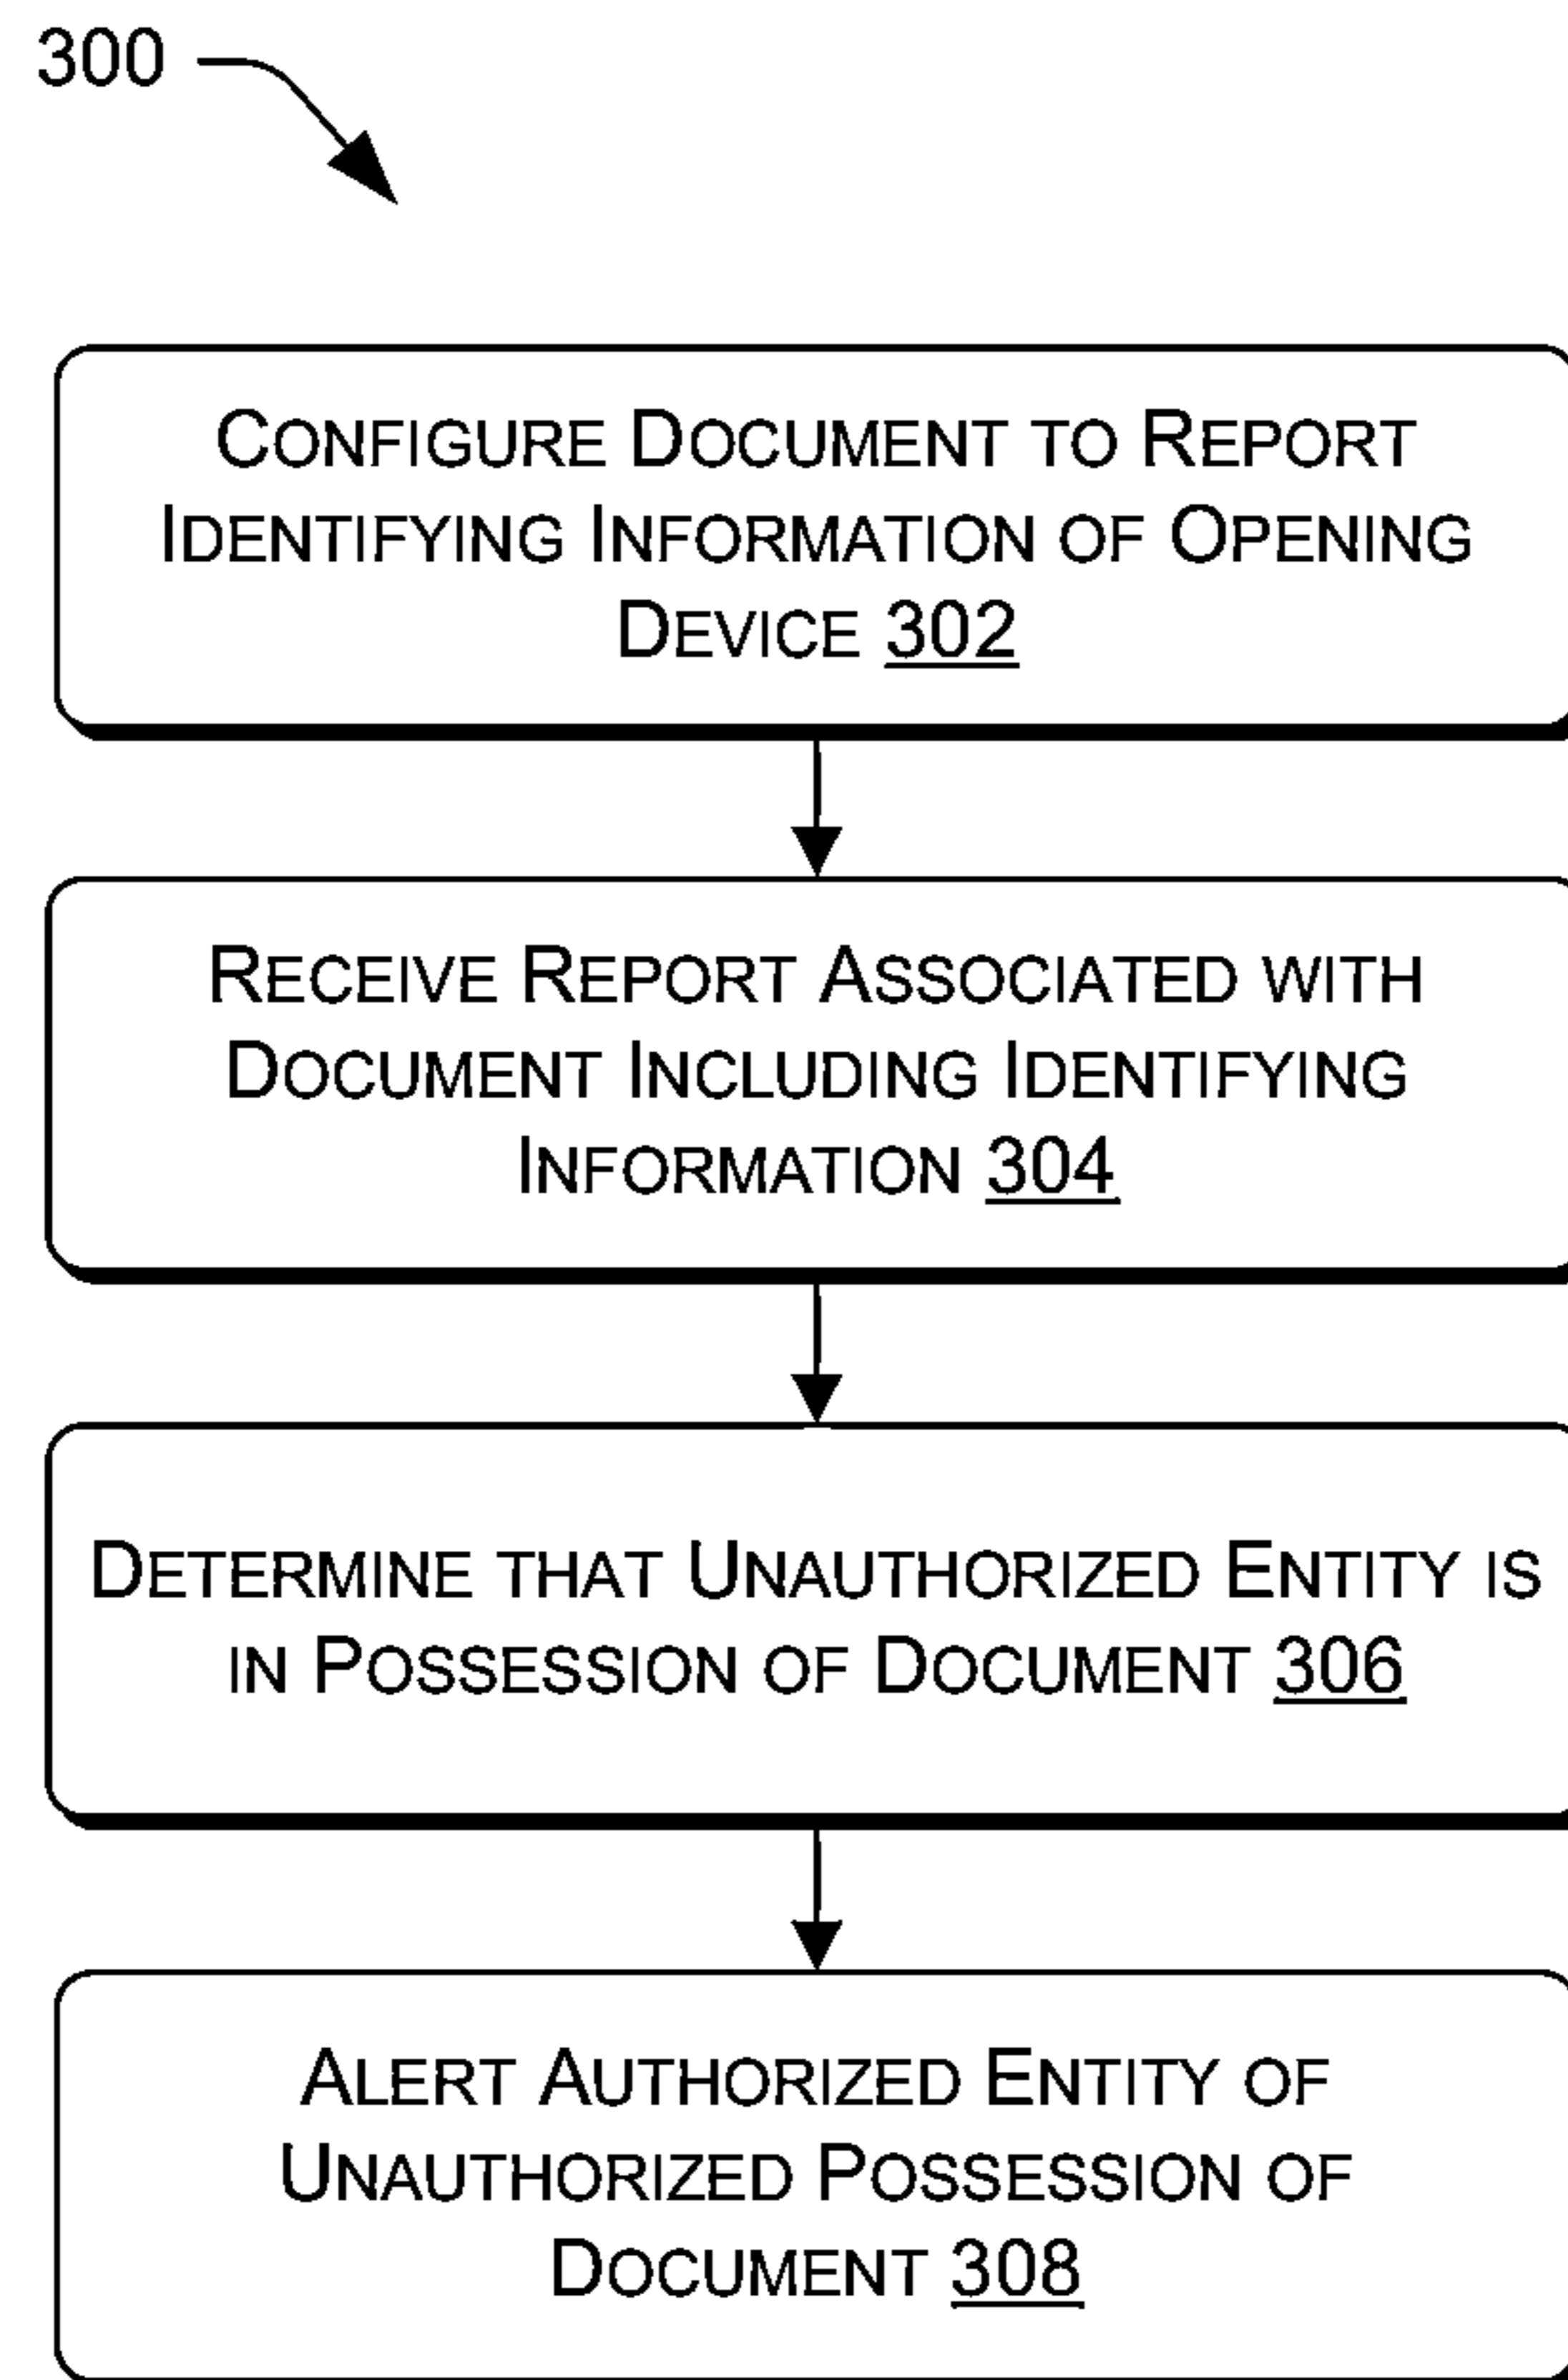 300
CONFIGURE DOCUMENT TO REPORT
IDENTIFYING INFORMATION OF OPENING
DEVICE 302
RECEIVE REPORT ASSOCIATED WITH
DOCUMENT INCLUDING IDENTIFYING
INFORMATION 304
DETERMINE THAT UNAUTHORIZED ENTITY IS
IN POSSESSION OF DOCUMENT 306
ALERT AUTHORIZED ENTITY OF
UNAUTHORIZED POSSESSION OF
DOCUMENT 308